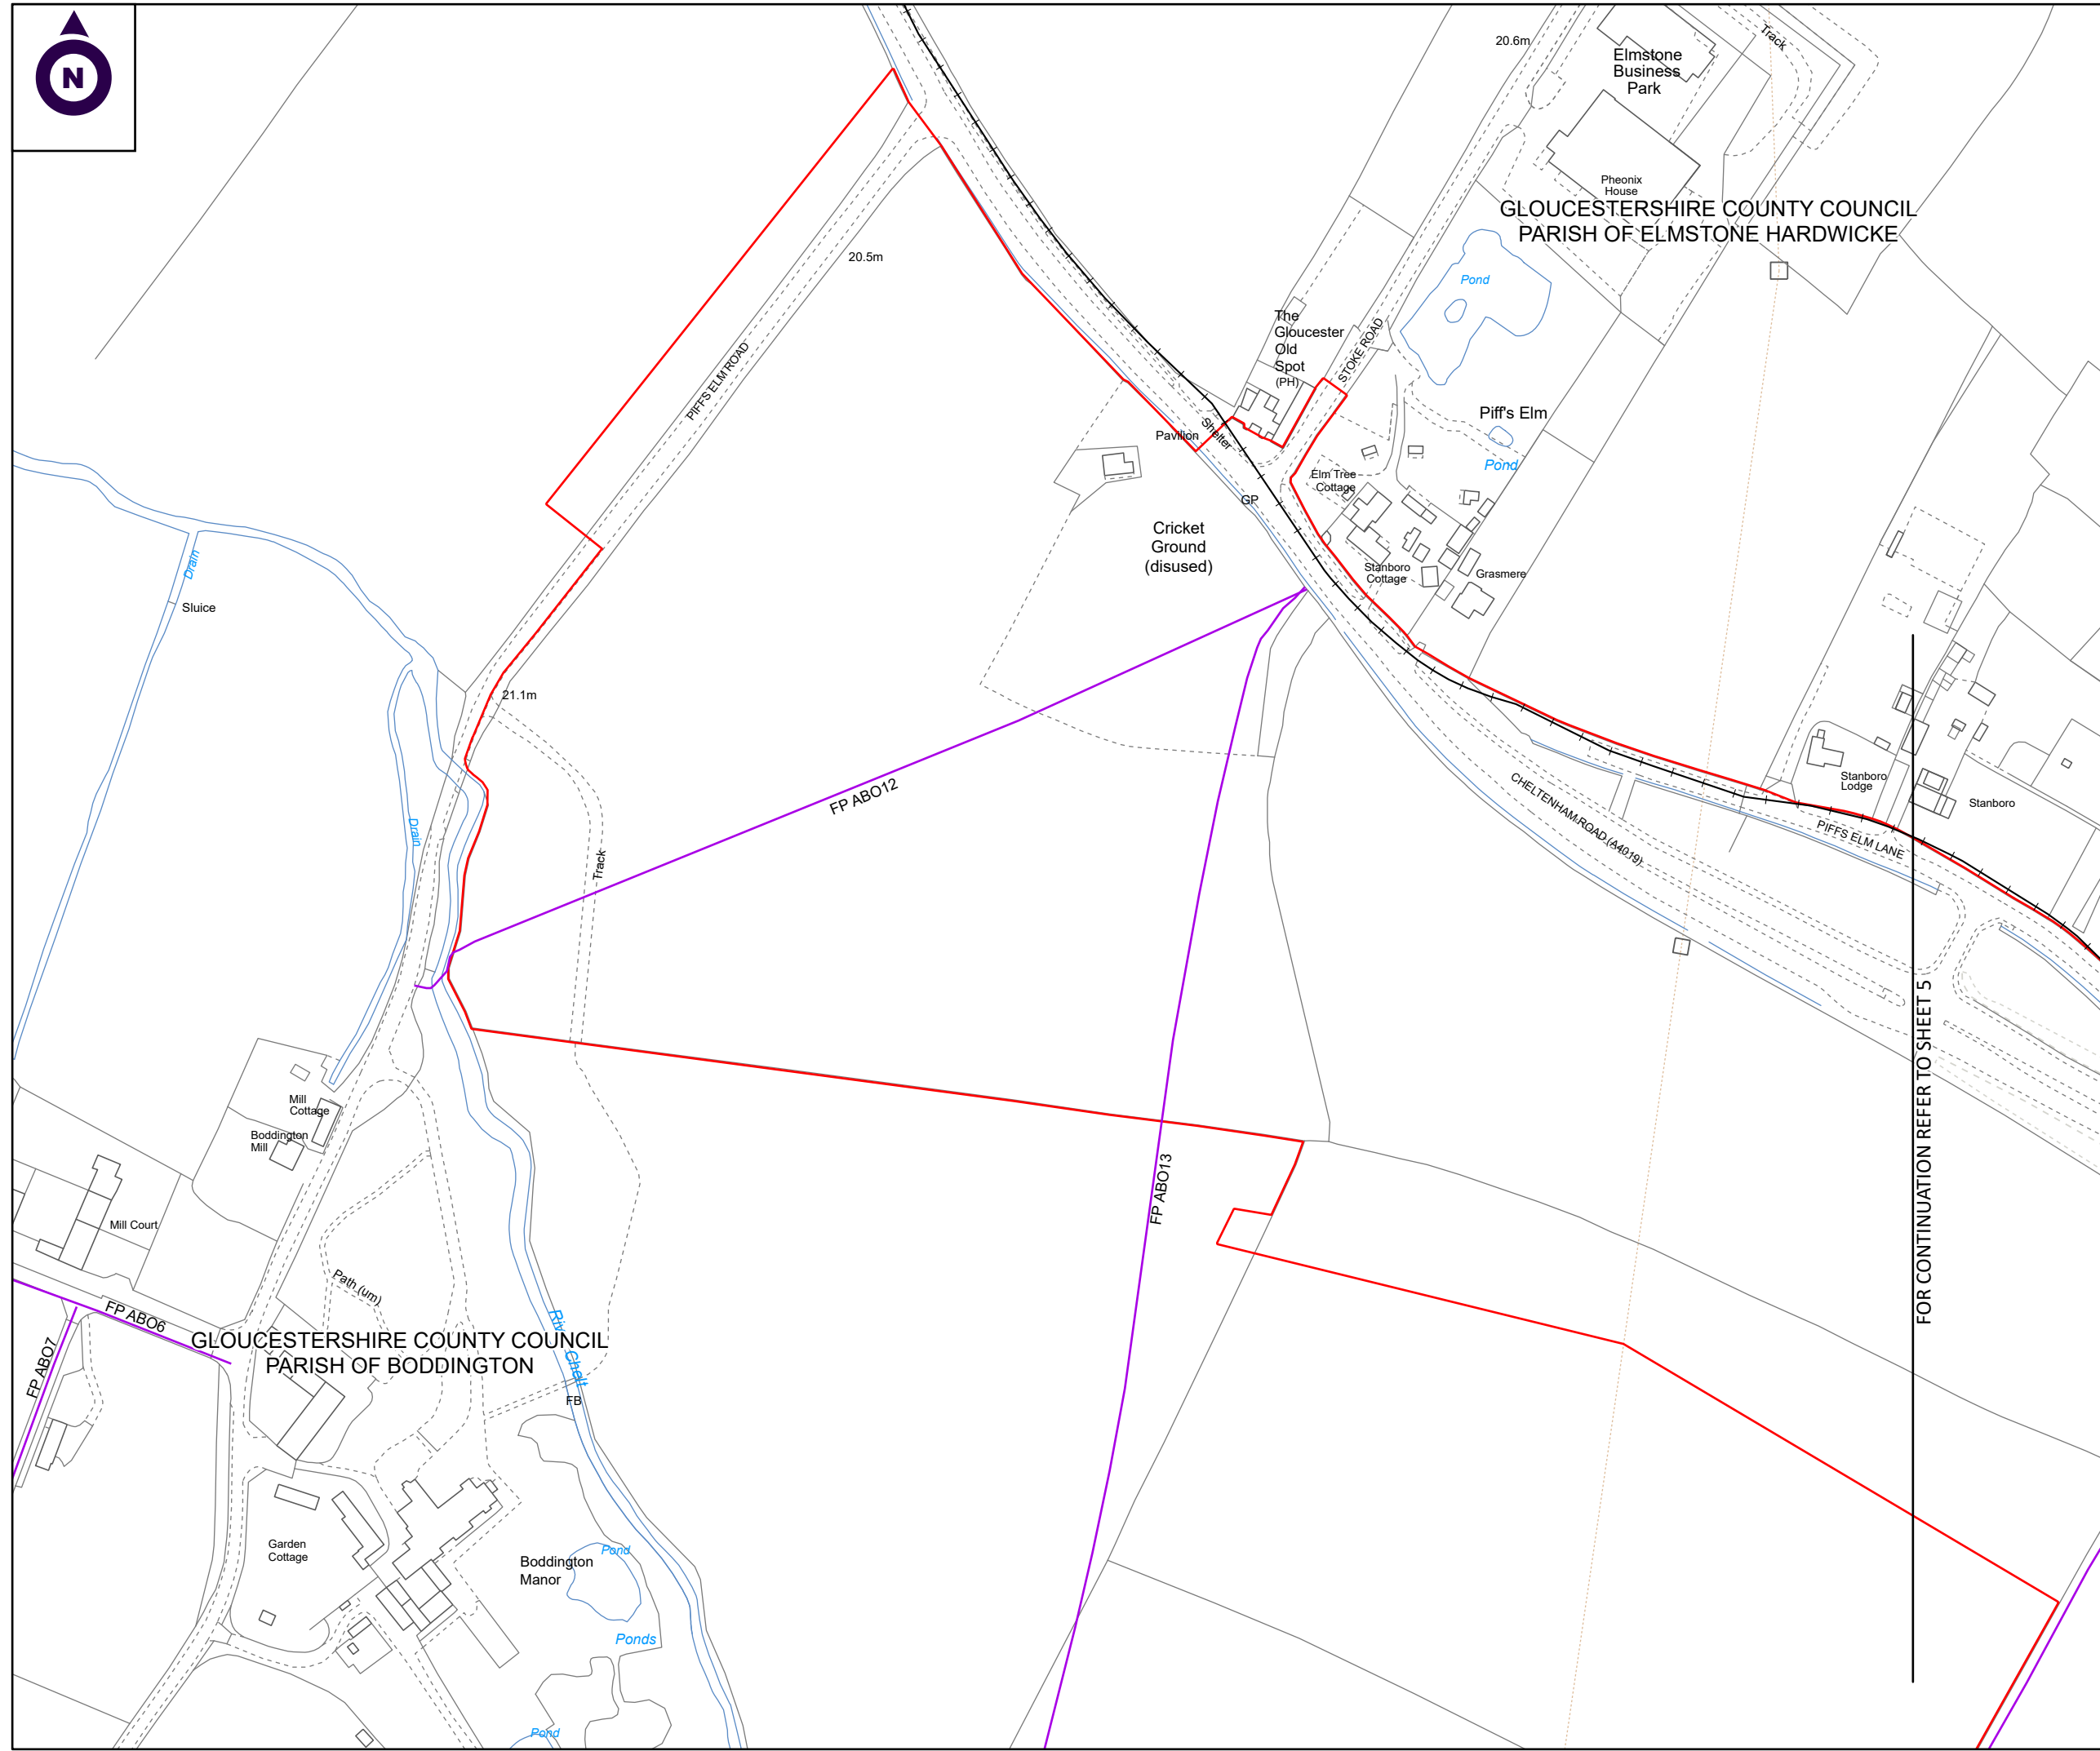 N
20.6m
Elmstone
Business
Park
Track
Pheonix
House
GLOUCESTERSHIRE COUNTY COUNCIL
PARISH OF ELMSTONE HARDWICKE
20.5m
Pond
The
Gloucester
Old
Spot
(PH)
STOKE ROAD
PIFFS ELM ROAD
Piff's Elm
Pavilion
Shelter
Pond
Elm Tree
Cottage
GP
Cricket
Ground
(disused)
Stanboro
Cottage
Grasmere
Drain
Sluice
21.1m
FP ABO12
Stanboro
Lodge
Stanboro
CHELTENHAM ROAD (A4019)
PIFFS ELM LANE
Drain
Track
FOR CONTINUATION REFER TO SHEET 5
Mill
Cottage
Boddington
Mill
FP ABO13
Mill Court
Path (um)
FP ABO6
FP ABO7
GLOUCESTERSHIRE COUNTY COUNCIL
PARISH OF BODDINGTON
River Chelt
FB
Garden
Cottage
Boddington
Manor
Pond
Ponds
Pond